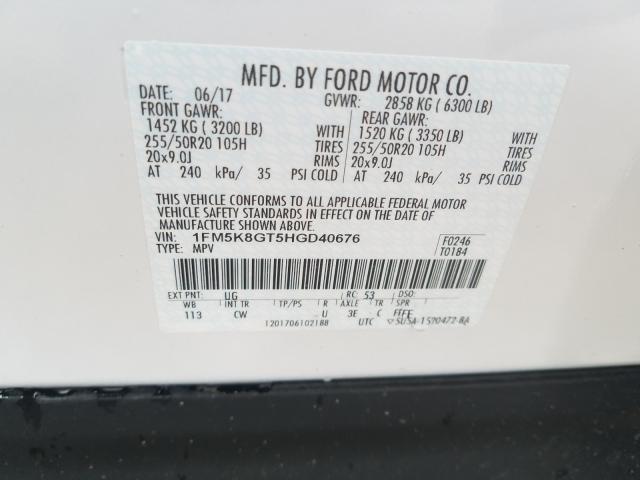 MFD. BY FORD MOTOR CO.
DATE: 06/17 GVWR: 2858 KG ( 6300 LB)
FRONT GAWR: REAR GAWR:
1452 KG ( 3200 LB) WITH 1520 KG ( 3350 LB) WITH
255/50R20 105H TIRES 255/50R20 105H TIRES
20x9.0J RIMS 20x9.0J RIMS
AT 240 kPa/ 35 PSI COLD AT 240 kPa/ 35 PSI COLD
THIS VEHICLE CONFORMS TO ALL APPLICABLE FEDERAL MOTOR
VEHICLE SAFETY STANDARDS IN EFFECT ON THE DATE OF
MANUFACTURE SHOWN ABOVE.
VIN: 1FM5K8GT5HGD40676 F0246
TYPE: MPV T0184
EXT PNT: UG RC: 53 DSO:
WB INT TR TP/PS R AXLE TR SPR
113 CW U 3E C FFFF
1201706102188 UTC